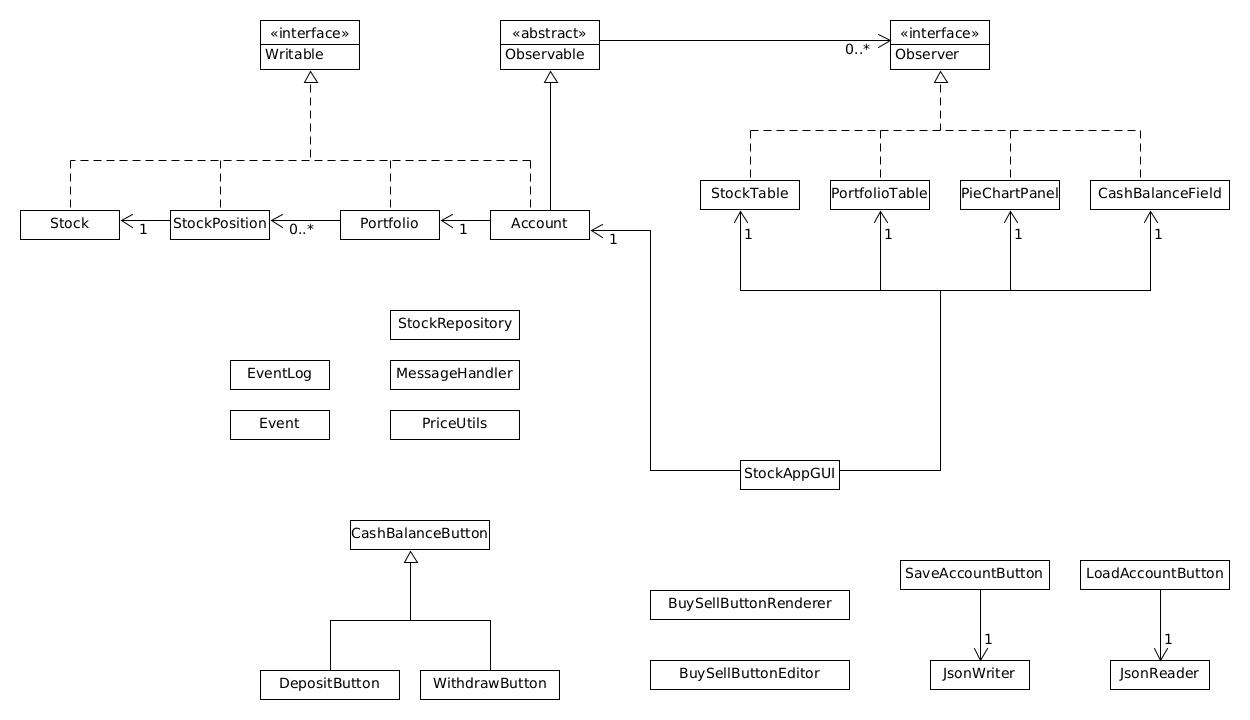 «interface»
Writable
«abstract»
Observable
0..*
«interface»
Observer
StockTable
PortfolioTable
PieChartPanel
CashBalanceField
Stock
1
StockPosition
0..*
Portfolio
1
Account
1
1
1
1
1
StockRepository
EventLog
MessageHandler
Event
PriceUtils
StockAppGUI
CashBalanceButton
SaveAccountButton
LoadAccountButton
BuySellButtonRenderer
1
1
DepositButton
WithdrawButton
BuySellButtonEditor
JsonWriter
JsonReader